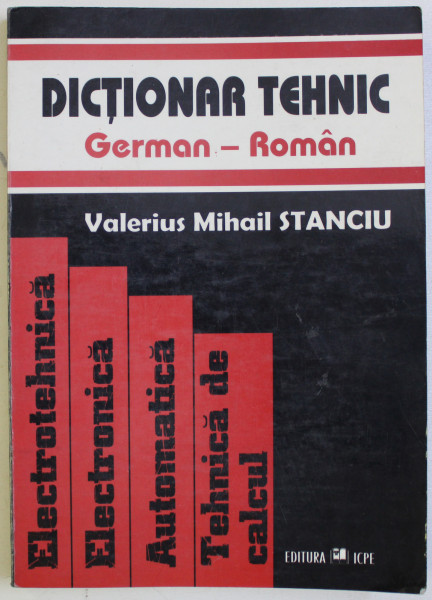 DICȚIONAR TEHNIC
German – Român
Valerius Mihail STANCIU
Electrotehnică
Electronică
Automatică
Tehnică de
calcul
EDITURA ICPE